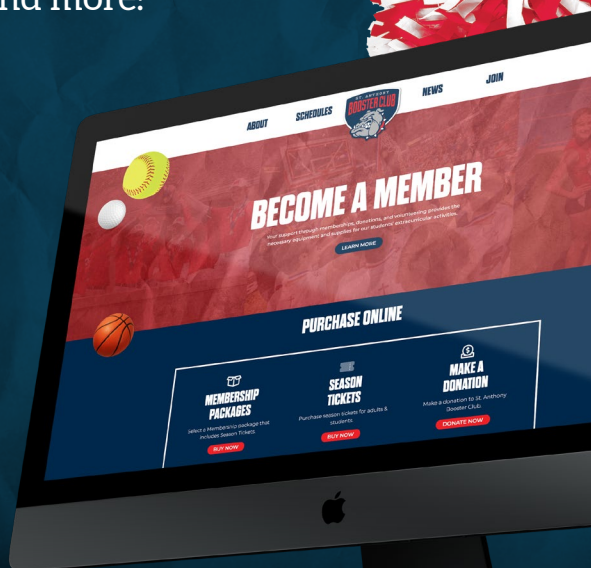 nd more!
ABOUT
SCHEDULES
ST. ANTHONY
BOOSTER CLUB
NEWS
JOIN
BECOME A MEMBER
Your support through memberships, donations, and volunteering provides the
necessary equipment and supplies for our students' extracurricular activities.
LEARN MORE
PURCHASE ONLINE
MEMBERSHIP
PACKAGES
Select a Membership package that
includes Season Tickets.
BUY NOW
SEASON
TICKETS
Purchase season tickets for adults &
students
BUY NOW
MAKE A
DONATION
Make a donation to St. Anthony
Booster Club
DONATE NOW